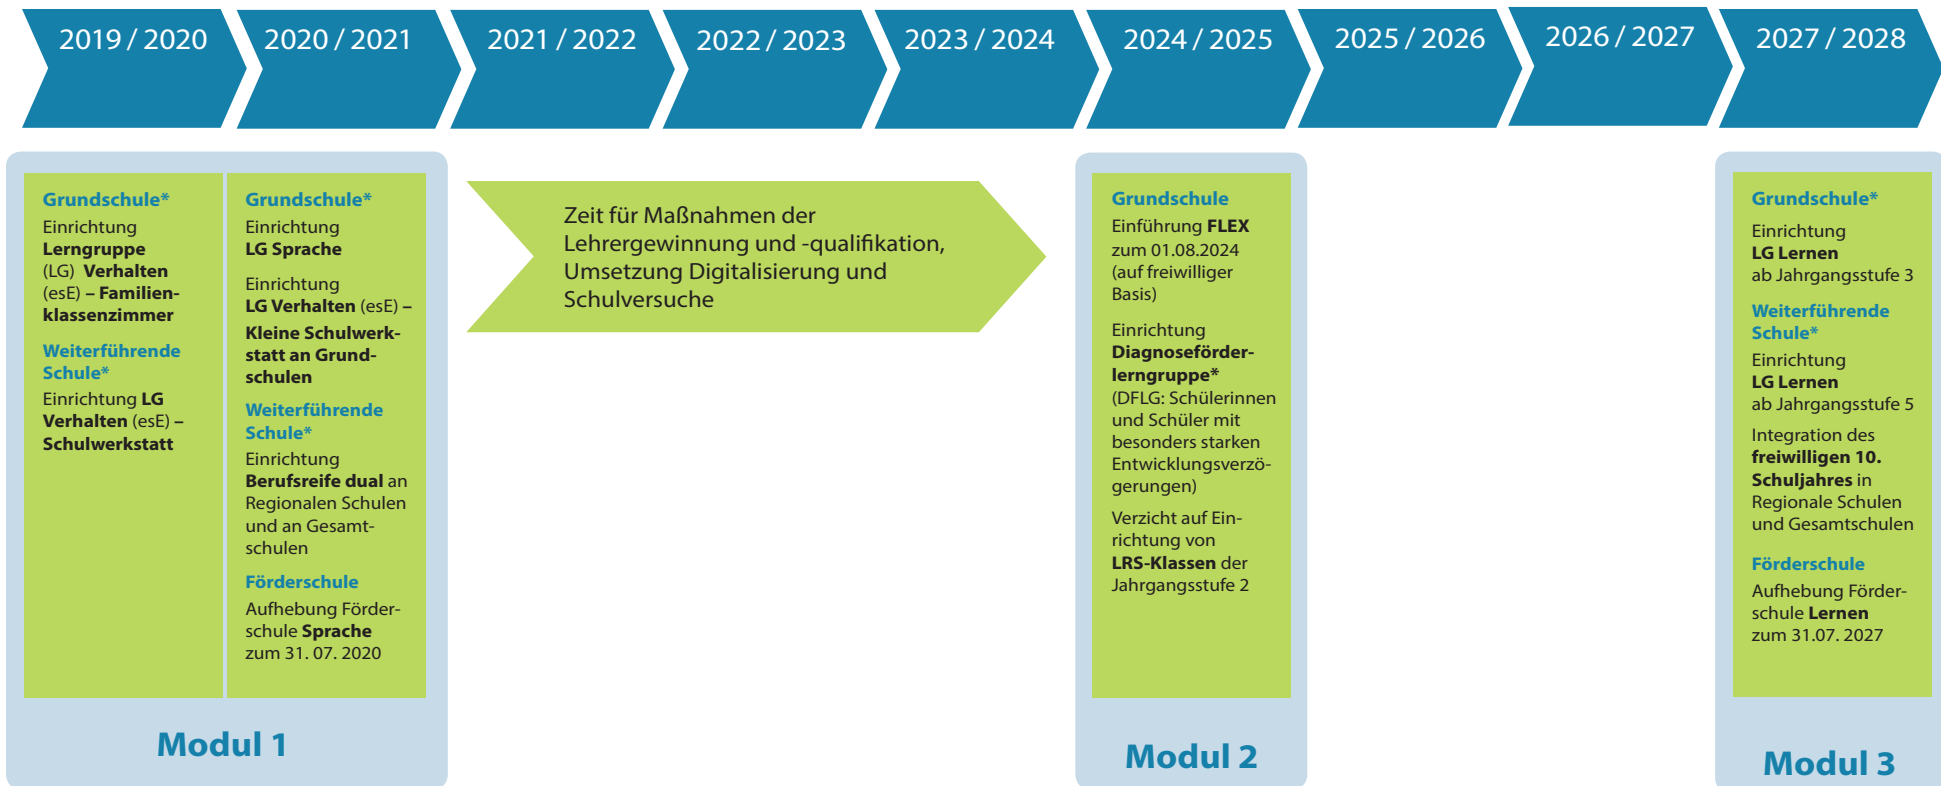 2019 / 2020
2020 / 2021
2021 / 2022
2022 / 2023
2023 / 2024
2024 / 2025
2025 / 2026
2026 / 2027
2027 / 2028
Grundschule*
Einrichtung
Lerngruppe
(LG) Verhalten
(esE) – Familien-
klassenzimmer
Weiterführende
Schule*
Einrichtung LG
Verhalten (esE) –
Schulwerkstatt
Grundschule*
Einrichtung
LG Sprache
Einrichtung
LG Verhalten (esE) –
Kleine Schulwerk-
statt an Grund-
schulen
Weiterführende
Schule*
Einrichtung
Berufsreife dual an
Regionalen Schulen
und an Gesamt-
schulen
Förderschule
Aufhebung Förder-
schule Sprache
zum 31. 07. 2020
Modul 1
Zeit für Maßnahmen der
Lehrergewinnung und -qualifikation,
Umsetzung Digitalisierung und
Schulversuche
Grundschule
Einführung FLEX
zum 01.08.2024
(auf freiwilliger
Basis)
Einrichtung
Diagnoseförder-
lerngruppe*
(DFLG: Schülerinnen
und Schüler mit
besonders starken
Entwicklungsverzö-
gerungen)
Verzicht auf Ein-
richtung von
LRS-Klassen der
Jahrgangsstufe 2
Modul 2
Grundschule*
Einrichtung
LG Lernen
ab Jahrgangsstufe 3
Weiterführende
Schule*
Einrichtung
LG Lernen
ab Jahrgangsstufe 5
Integration des
freiwilligen 10.
Schuljahres in
Regionale Schulen
und Gesamtschulen
Förderschule
Aufhebung Förder-
schule Lernen
zum 31.07. 2027
Modul 3